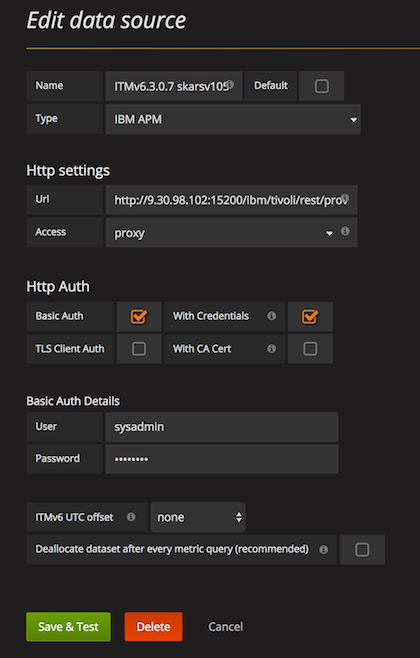 Edit data source
Name ITMv6.3.0.7 skarsv105 Default
Type IBM APM
Http settings
Url http://9.30.98.102:15200/ibm/tivoli/rest/prov
Access proxy
Http Auth
Basic Auth With Credentials
TLS Client Auth With CA Cert
Basic Auth Details
User sysadmin
Password ••••••••
ITMv6 UTC offset none
Deallocate dataset after every metric query (recommended)
Save & Test Delete Cancel